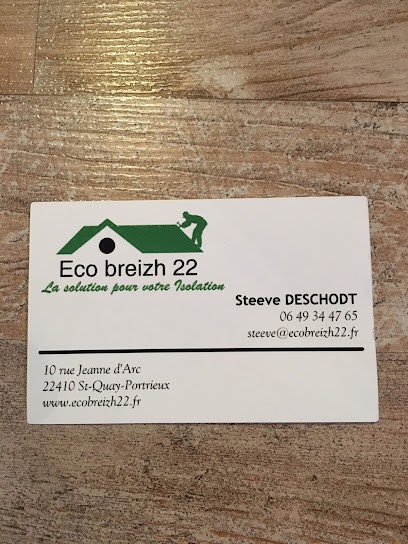 Eco breizh 22
La solution pour votre Isolation
Steeve DESCHODT
06 49 34 47 65
steeve@ecobreizh22.fr
10 rue Jeanne d'Arc
22410 St-Quay-Portrieux
www.ecobreizh22.fr